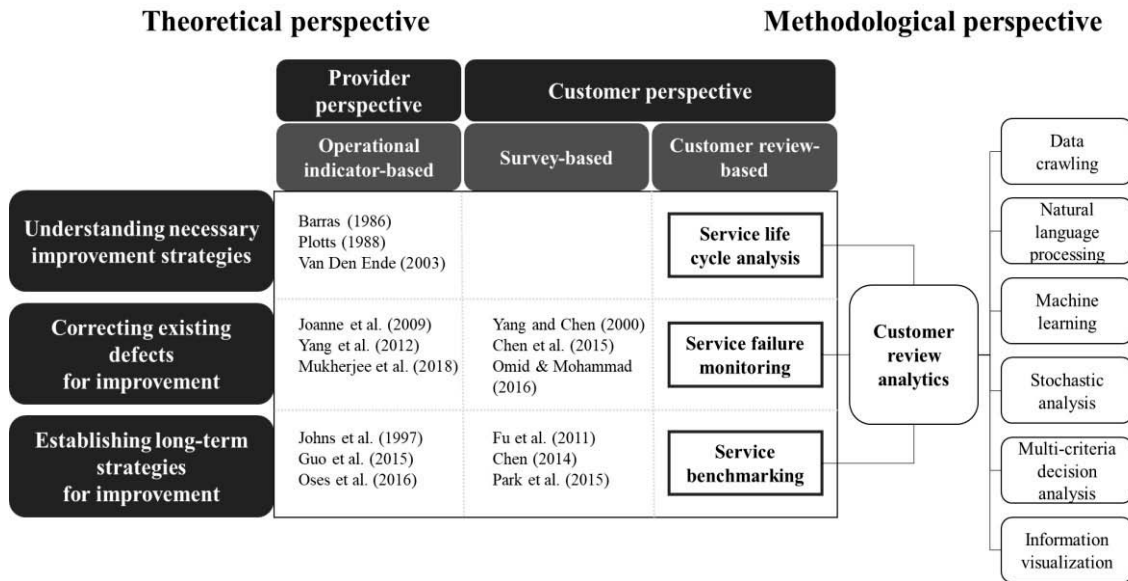 Theoretical perspective
Methodological perspective
Provider
perspective
Customer perspective
Operational
indicator-based
Survey-based
Customer review-
based
Understanding necessary
improvement strategies
Barras (1986)
Plotts (1988)
Van Den Ende (2003)
Service life
cycle analysis
Correcting existing
defects
for improvement
Joanne et al. (2009)
Yang et al. (2012)
Mukherjee et al. (2018)
Yang and Chen (2000)
Chen et al. (2015)
Omid & Mohammad
(2016)
Service failure
monitoring
Establishing long-term
strategies
for improvement
Johns et al. (1997)
Guo et al. (2015)
Oses et al. (2016)
Fu et al. (2011)
Chen (2014)
Park et al. (2015)
Service
benchmarking
Customer
review
analytics
Data
crawling
Natural
language
processing
Machine
learning
Stochastic
analysis
Multi-criteria
decision
analysis
Information
visualization